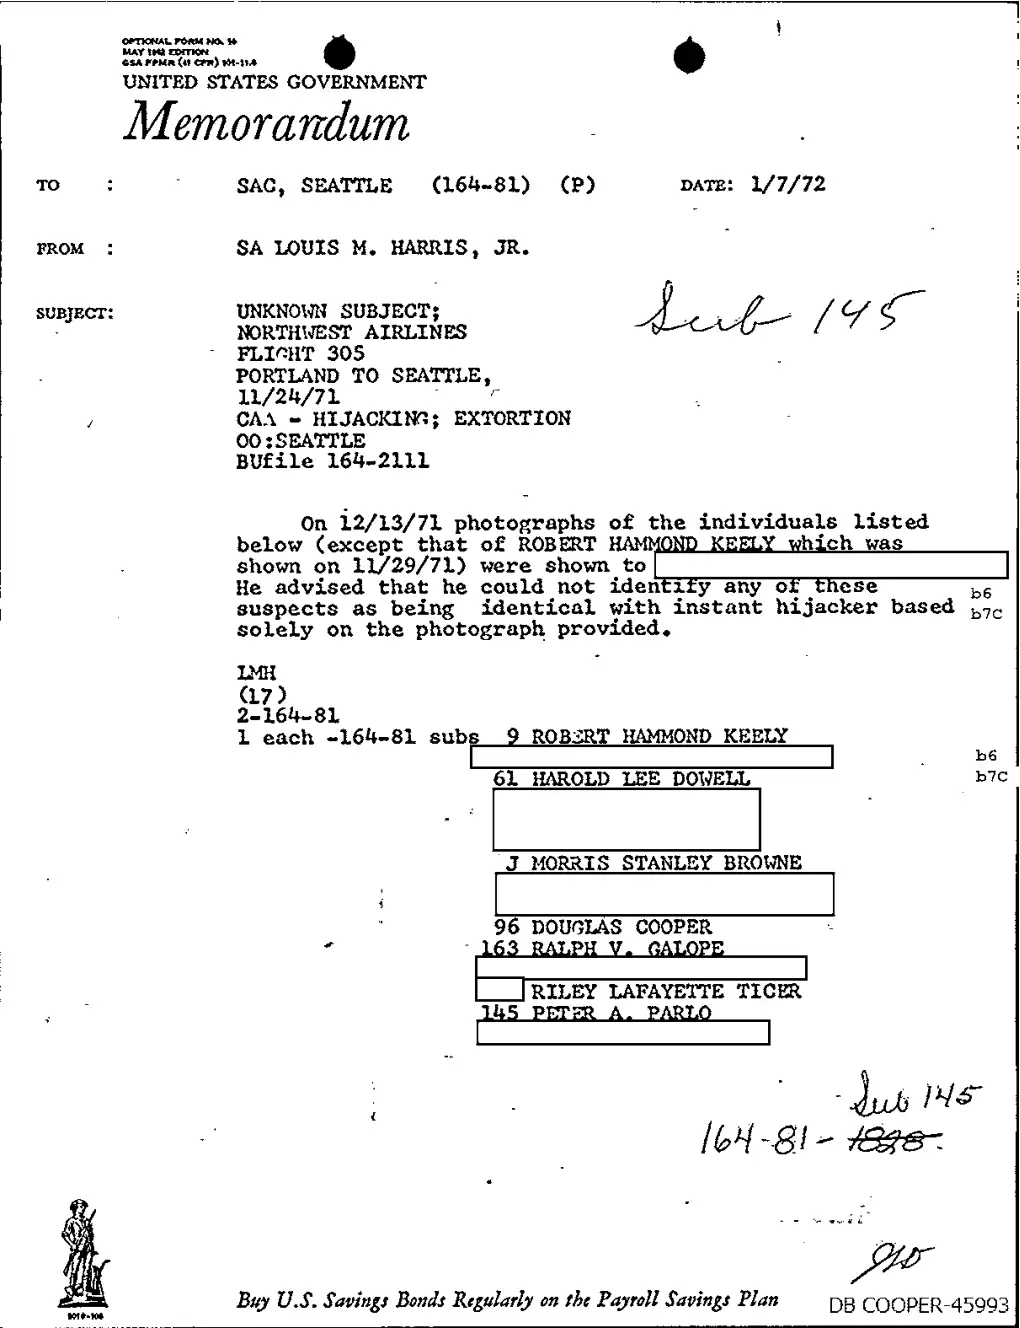 OPTIONAL FORM NO. 10
MAY 1962 EDITION
GSA FPMR (41 CFR) 101-11.6
UNITED STATES GOVERNMENT
Memorandum
TO : SAC, SEATTLE (164-81) (P) DATE: 1/7/72
FROM : SA LOUIS M. HARRIS, JR.
SUBJECT: UNKNOWN SUBJECT;
NORTHWEST AIRLINES
FLIGHT 305
PORTLAND TO SEATTLE,
11/24/71
CAA - HIJACKING; EXTORTION
OO:SEATTLE
BUfile 164-2111
Sub 145
On 12/13/71 photographs of the individuals listed
below (except that of ROBERT HAMMOND KEELY which was
shown on 11/29/71) were shown to
He advised that he could not identify any of these
suspects as being identical with instant hijacker based
solely on the photograph provided.
b6
b7C
LMH
(17)
2-164-81
1 each -164-81 subs 9 ROBERT HAMMOND KEELY
b6
b7C
61 HAROLD LEE DOWELL
J MORRIS STANLEY BROWNE
96 DOUGLAS COOPER
163 RALPH V. GALOPE
RILEY LAFAYETTE TIGER
145 PETER A. PARLO
Sub 145
164-81-1828
Buy U.S. Savings Bonds Regularly on the Payroll Savings Plan
5010-108
DB COOPER-45993